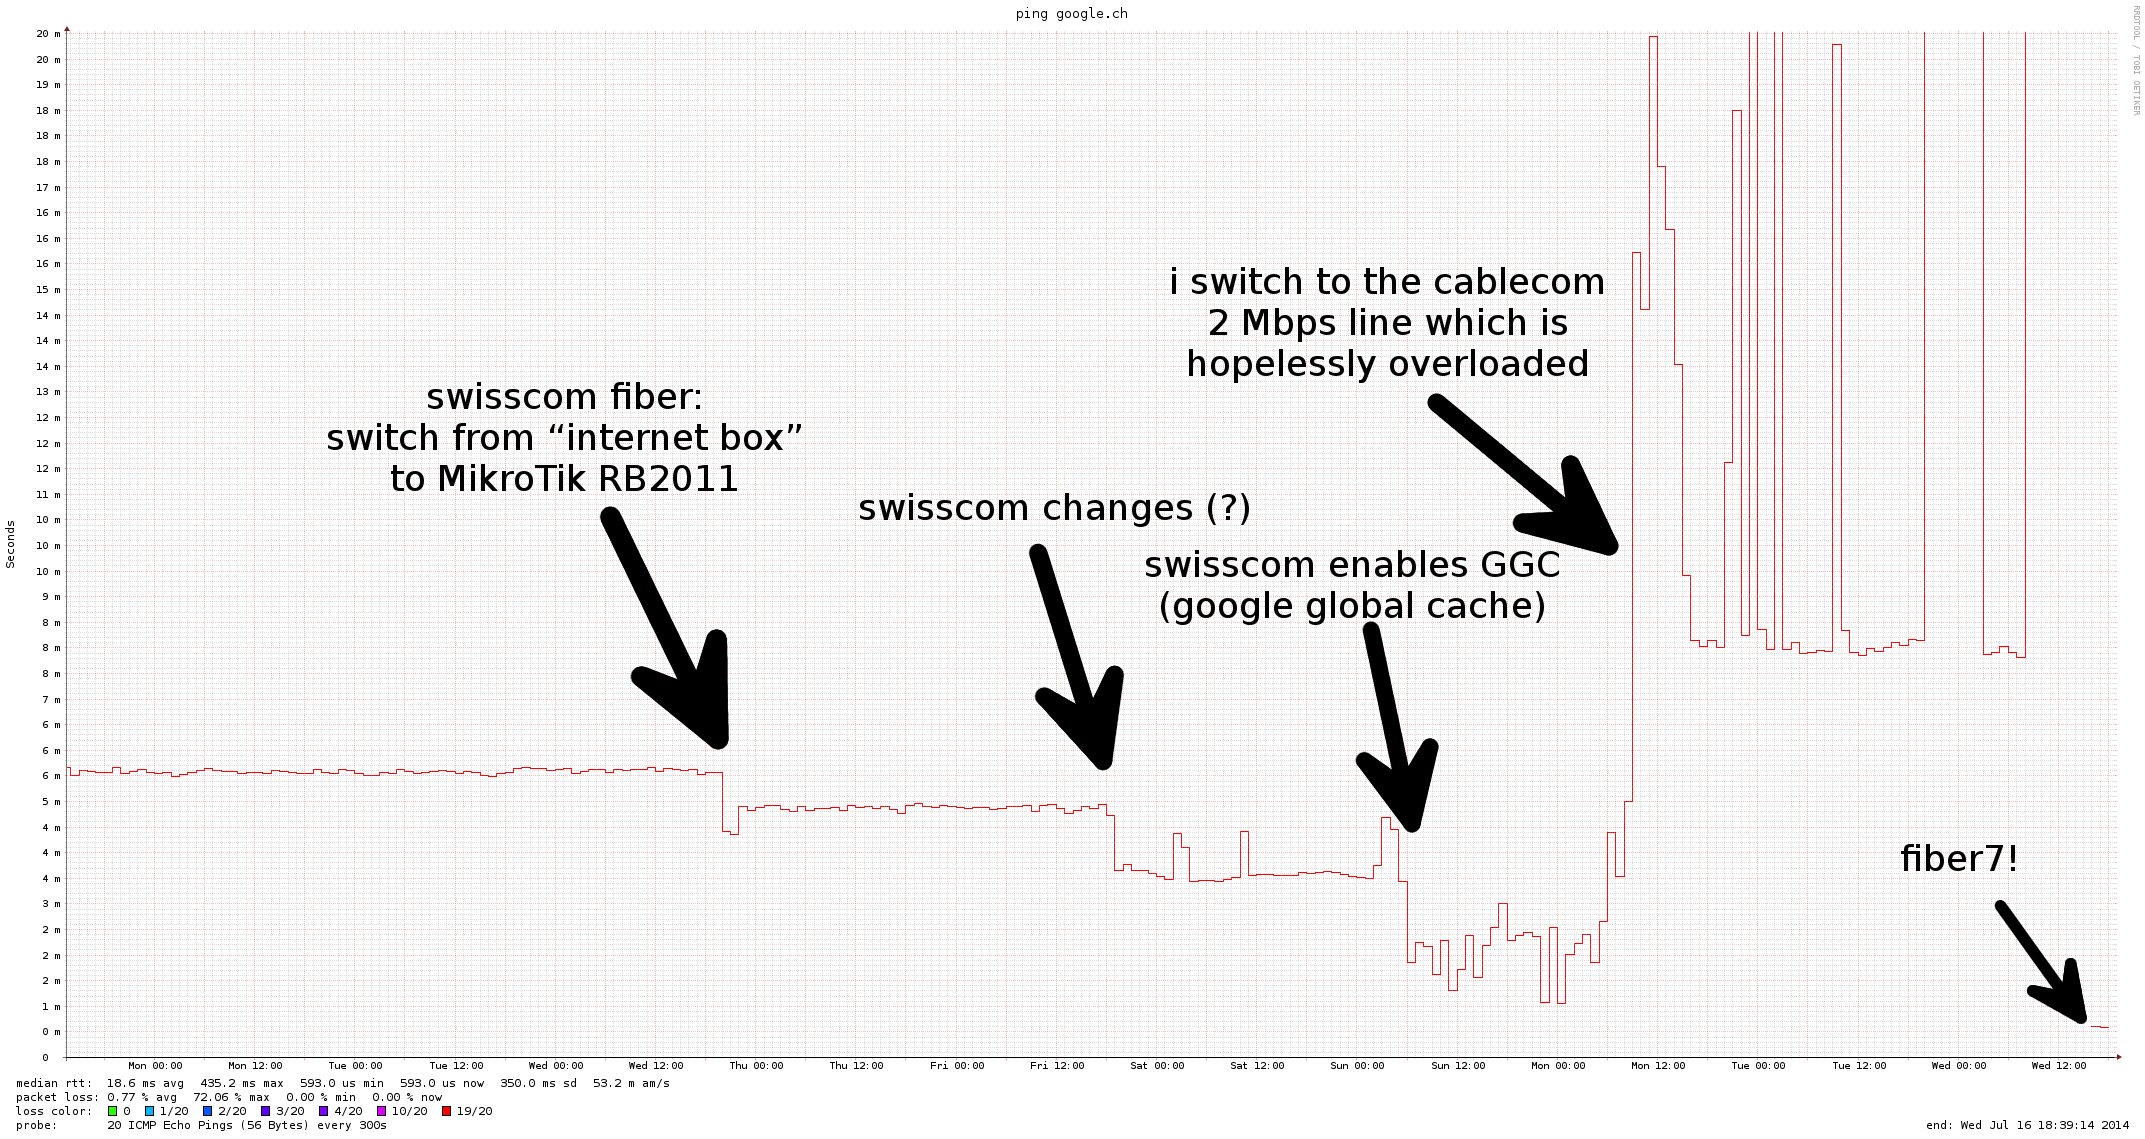 ping google.ch
RRDTOOL / TOBI OETIKER
20 m
20 m
19 m
18 m
18 m
18 m
17 m
16 m
16 m
16 m
15 m
14 m
14 m
14 m
13 m
12 m
12 m
12 m
11 m
10 m
10 m
10 m
9 m
8 m
8 m
8 m
7 m
6 m
6 m
6 m
5 m
4 m
4 m
4 m
3 m
2 m
2 m
2 m
1 m
0 m
0
Seconds
swisscom fiber:
switch from “internet box”
to MikroTik RB2011
swisscom changes (?)
swisscom enables GGC
(google global cache)
i switch to the cablecom
2 Mbps line which is
hopelessly overloaded
fiber7!
Mon 00:00 Mon 12:00 Tue 00:00 Tue 12:00 Wed 00:00 Wed 12:00 Thu 00:00 Thu 12:00 Fri 00:00 Fri 12:00 Sat 00:00 Sat 12:00 Sun 00:00 Sun 12:00 Mon 00:00 Mon 12:00 Tue 00:00 Tue 12:00 Wed 00:00 Wed 12:00
median rtt: 18.6 ms avg 435.2 ms max 593.0 us min 593.0 us now 350.0 ms sd 53.2 m am/s
packet loss: 0.77 % avg 72.06 % max 0.00 % min 0.00 % now
loss color: 0 1/20 2/20 3/20 4/20 10/20 19/20
probe: 20 ICMP Echo Pings (56 Bytes) every 300s
end: Wed Jul 16 18:39:14 2014